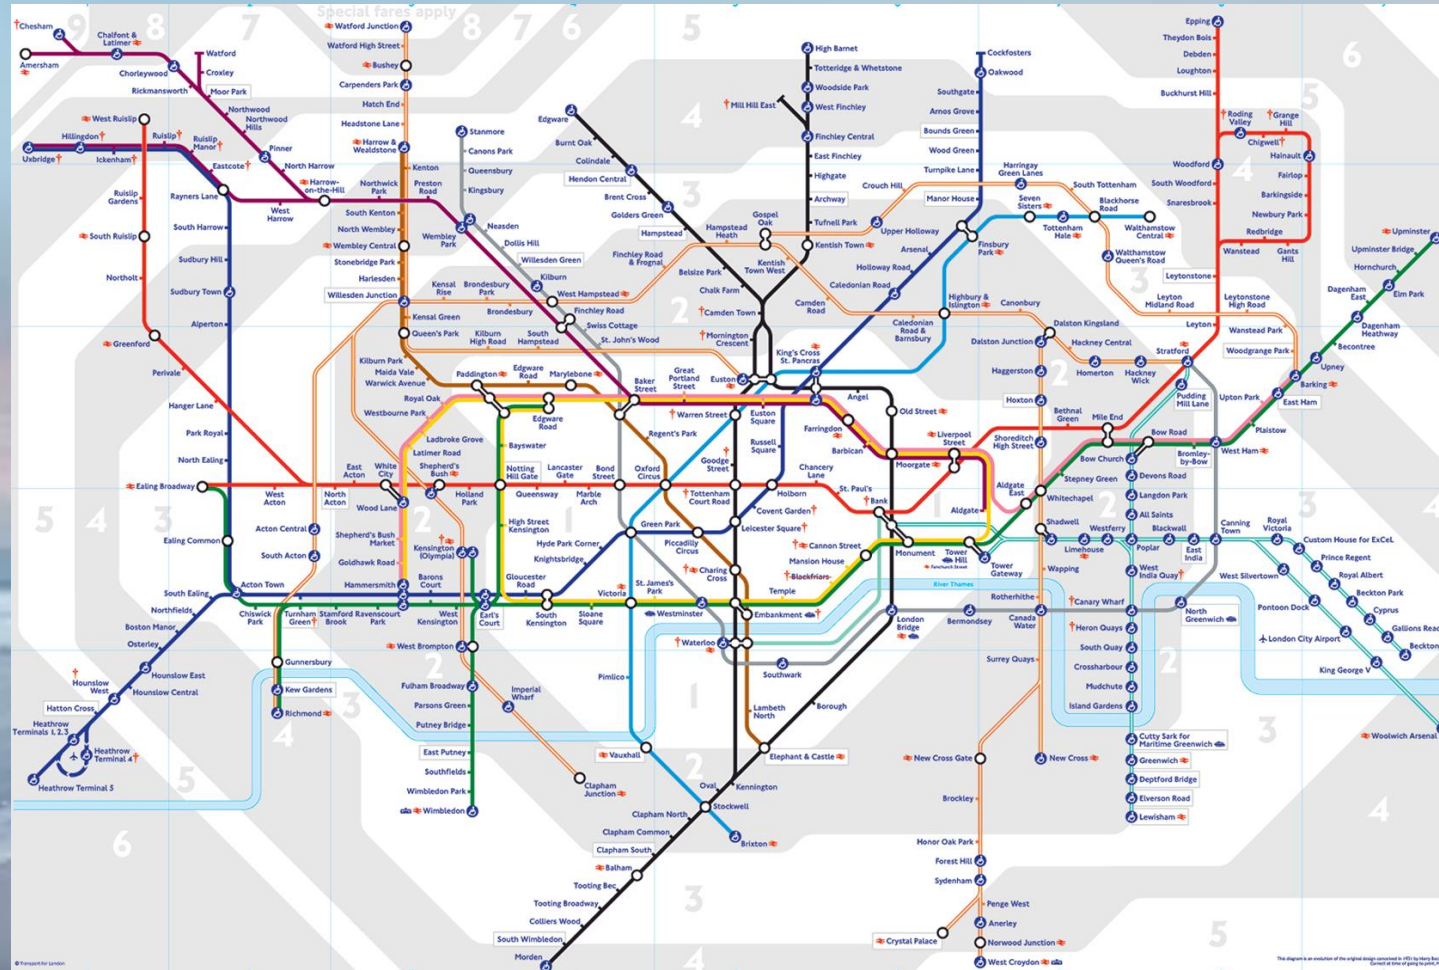 Special fares apply
9
8
7
7
8
7
6
5
6
Chesham
Chalfont &
Latimer
Amersham
Chorleywood
Rickmansworth
Watford
Croxley
Moor Park
Northwood
Northwood
Hills
Pinner
North Harrow
Harrow-
on-the-Hill
West Ruislip
Hillingdon
Uxbridge
Ickenham
Ruislip
Ruislip
Manor
Eastcote
Rayners Lane
West
Harrow
Ruislip
Gardens
South Ruislip
Northolt
Greenford
South Harrow
Sudbury Hill
Sudbury Town
Alperton
Perivale
Hanger Lane
Park Royal
North Ealing
Ealing Broadway
West
Acton
North
Acton
East
Acton
Ealing Common
Acton Central
South Acton
Acton Town
South Ealing
Northfields
Boston Manor
Osterley
Hounslow East
Hounslow Central
Hounslow
West
Hatton Cross
Heathrow
Terminals 1, 2, 3
Heathrow
Terminal 4
Heathrow Terminal 5
Watford Junction
Watford High Street
Bushey
Carpenders Park
Hatch End
Headstone Lane
Harrow &
Wealdstone
Kenton
Northwick
Park
Preston
Road
South Kenton
North Wembley
Wembley Central
Stonebridge Park
Harlesden
Willesden Junction
Kensal Green
Queen's Park
Kilburn Park
Maida Vale
Warwick Avenue
Paddington
Royal Oak
Westbourne Park
Ladbroke Grove
Latimer Road
Stanmore
Canons Park
Queensbury
Kingsbury
Wembley
Park
Neasden
Dollis Hill
Willesden Green
Kilburn
West Hampstead
Finchley Road
Swiss Cottage
St. John's Wood
Kensal
Rise
Brondesbury
Park
Brondesbury
Kilburn
High Road
South
Hampstead
Edgware
Burnt Oak
Colindale
Hendon Central
Brent Cross
Golders Green
Hampstead
Belsize Park
Chalk Farm
Camden Town
Mornington
Crescent
Euston
Finchley Road
& Frognal
Hampstead
Heath
Gospel
Oak
Kentish
Town West
Camden
Road
Caledonian
Road &
Barnsbury
High Barnet
Totteridge & Whetstone
Woodside Park
Mill Hill East
West Finchley
Finchley Central
East Finchley
Highgate
Archway
Tufnell Park
Kentish Town
Cockfosters
Oakwood
Southgate
Arnos Grove
Bounds Green
Wood Green
Turnpike Lane
Manor House
Finsbury
Park
Arsenal
Holloway Road
Caledonian Road
King's Cross
St. Pancras
Crouch Hill
Upper Holloway
Harringay
Green Lanes
South Tottenham
Seven
Sisters
Tottenham
Hale
Blackhorse
Road
Walthamstow
Central
Walthamstow
Queen's Road
Leyton
Midland Road
Leytonstone
High Road
Wanstead Park
Woodgrange Park
Highbury &
Islington
Canonbury
Dalston Kingsland
Dalston Junction
Hackney Central
Homerton
Hackney
Wick
Haggerston
Hoxton
Shoreditch
High Street
Epping
Theydon Bois
Debden
Loughton
Buckhurst Hill
Roding
Valley
Grange
Hill
Chigwell
Hainault
Woodford
Fairlop
South Woodford
Barkingside
Snaresbrook
Newbury Park
Redbridge
Wanstead
Gants
Hill
Leytonstone
Leyton
Stratford
Pudding
Mill Lane
Bethnal
Green
Mile End
Bow Road
Bow Church
Bromley-
by-Bow
West Ham
Plaistow
Upton Park
East Ham
Barking
Upney
Becontree
Dagenham
Heathway
Dagenham
East
Elm Park
Hornchurch
Upminster Bridge
Upminster
Edgware
Road
Marylebone
Baker
Street
Great
Portland
Street
Edgware
Road
Warren Street
Euston
Square
Angel
Old Street
Farringdon
Barbican
Moorgate
Liverpool
Street
Regent's Park
Russell
Square
Goodge
Street
Bayswater
White
City
Shepherd's
Bush
Holland
Park
Notting
Hill Gate
Queensway
Lancaster
Gate
Marble
Arch
Bond
Street
Oxford
Circus
Tottenham
Court Road
Holborn
Chancery
Lane
St. Paul's
Bank
Aldgate
East
Aldgate
Whitechapel
Stepney Green
Devons Road
Langdon Park
All Saints
Wood Lane
Shepherd's Bush
Market
Goldhawk Road
Hammersmith
Kensington
(Olympia)
High Street
Kensington
Hyde Park Corner
Knightsbridge
Green Park
Piccadilly
Circus
Covent Garden
Leicester Square
Charing
Cross
Cannon Street
Mansion House
Blackfriars
Temple
Monument
Tower
Hill
Fenchurch Street
Tower
Gateway
Shadwell
Limehouse
Westferry
Poplar
Blackwall
East
India
Canning
Town
Royal
Victoria
Custom House for ExCeL
Prince Regent
Royal Albert
Beckton Park
Cyprus
Gallions Reach
Beckton
West Silvertown
Pontoon Dock
London City Airport
King George V
Woolwich Arsenal
Barons
Court
Gloucester
Road
Chiswick
Park
Turnham
Green
Stamford
Brook
Ravenscourt
Park
West
Kensington
Earl's
Court
South
Kensington
Sloane
Square
Victoria
St. James's
Park
Westminster
Embankment
River Thames
Waterloo
Southwark
London
Bridge
Bermondsey
Canada
Water
Wapping
Rotherhithe
Surrey Quays
West
India Quay
Canary Wharf
Heron Quays
South Quay
Crossharbour
Mudchute
Island Gardens
North
Greenwich
Cutty Sark for
Maritime Greenwich
Greenwich
Deptford Bridge
Elverson Road
Lewisham
Gunnersbury
Kew Gardens
Richmond
West Brompton
Fulham Broadway
Parsons Green
Putney Bridge
East Putney
Southfields
Wimbledon Park
Wimbledon
Imperial
Wharf
Clapham
Junction
Pimlico
Vauxhall
Lambeth
North
Elephant & Castle
Borough
Kennington
Oval
Stockwell
Brixton
Clapham North
Clapham Common
Clapham South
Balham
Tooting Bec
Tooting Broadway
Colliers Wood
South Wimbledon
Morden
New Cross Gate
New Cross
Brockley
Honor Oak Park
Forest Hill
Sydenham
Penge West
Anerley
Crystal Palace
Norwood Junction
West Croydon
© Transport for London
This diagram is an evolution of the original design conceived in 1931 by Harry Bec